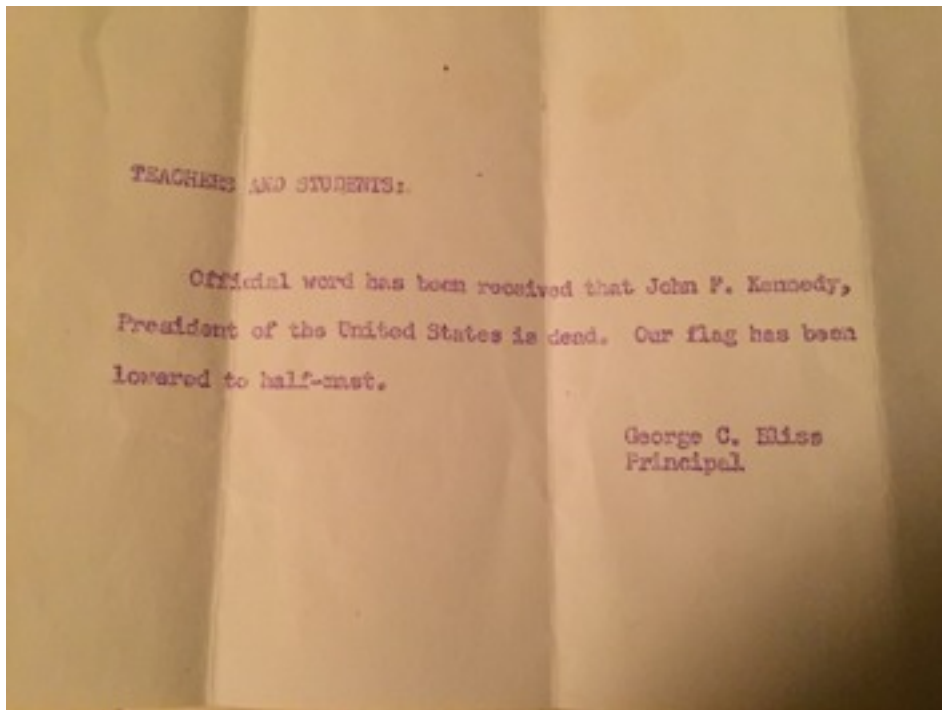 TEACHERS AND STUDENTS:
Official word has been received that John F. Kennedy,
President of the United States is dead. Our flag has been
lowered to half-mast.
George C. Bliss
Principal